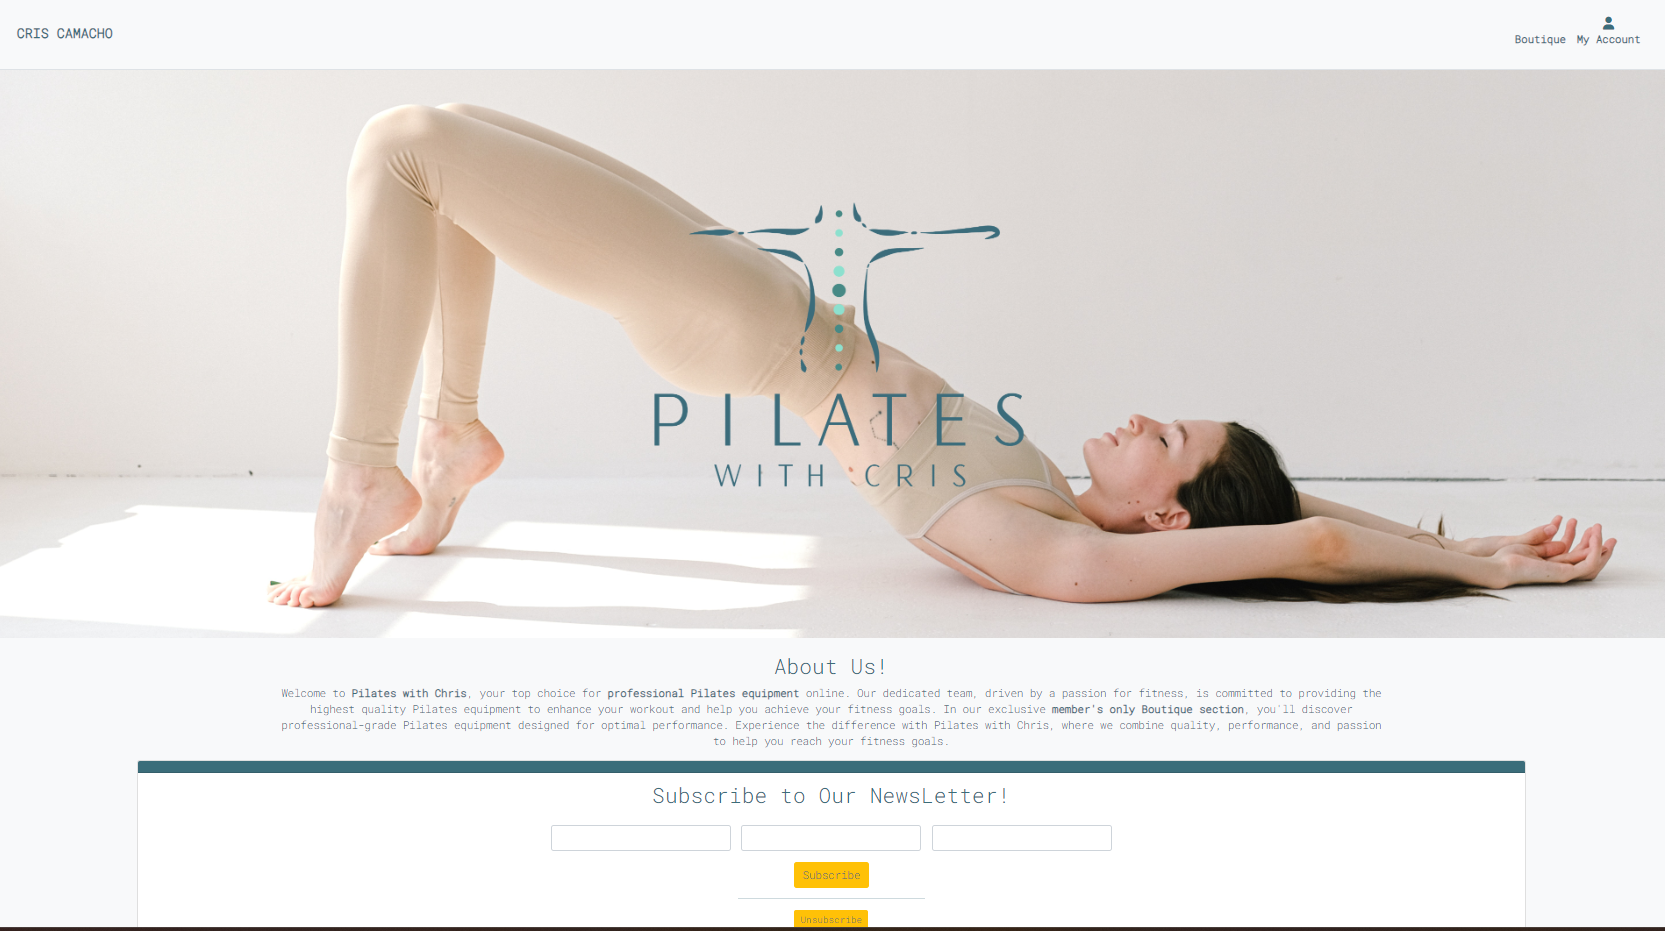 CRIS CAMACHO
Boutique My Account
PILATES
WITH CRIS
About Us!
Welcome to Pilates with Chris, your top choice for professional Pilates equipment online. Our dedicated team, driven by a passion for fitness, is committed to providing the
highest quality Pilates equipment to enhance your workout and help you achieve your fitness goals. In our exclusive member's only Boutique section, you'll discover
professional-grade Pilates equipment designed for optimal performance. Experience the difference with Pilates with Chris, where we combine quality, performance, and passion
to help you reach your fitness goals.
Subscribe to Our NewsLetter!
Subscribe
Unsubscribe